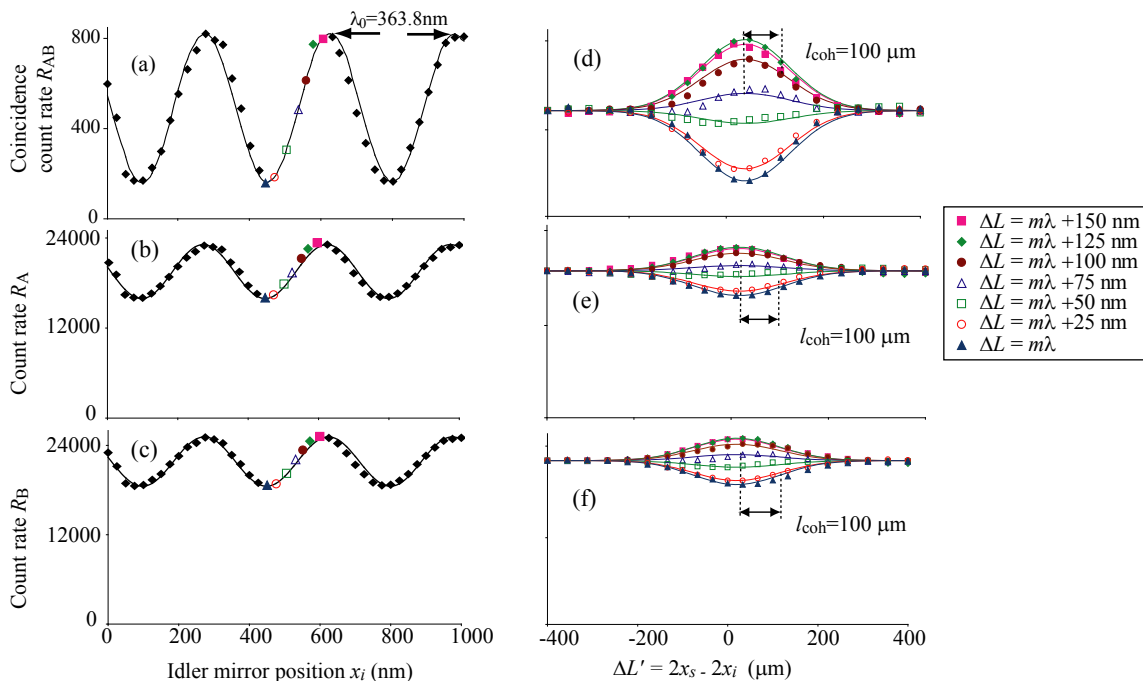 λ0=363.8nm
800
400
0
Coincidence
count rate RAB
(a)
24000
12000
0
Count rate RA
(b)
24000
12000
0
Count rate RB
(c)
0
200
400
600
800
1000
Idler mirror position xi (nm)
(d)
lcoh=100 μm
(e)
lcoh=100 μm
(f)
lcoh=100 μm
-400
-200
0
200
400
ΔL' = 2xs - 2xi (μm)
ΔL = mλ +150 nm
ΔL = mλ +125 nm
ΔL = mλ +100 nm
ΔL = mλ +75 nm
ΔL = mλ +50 nm
ΔL = mλ +25 nm
ΔL = mλ